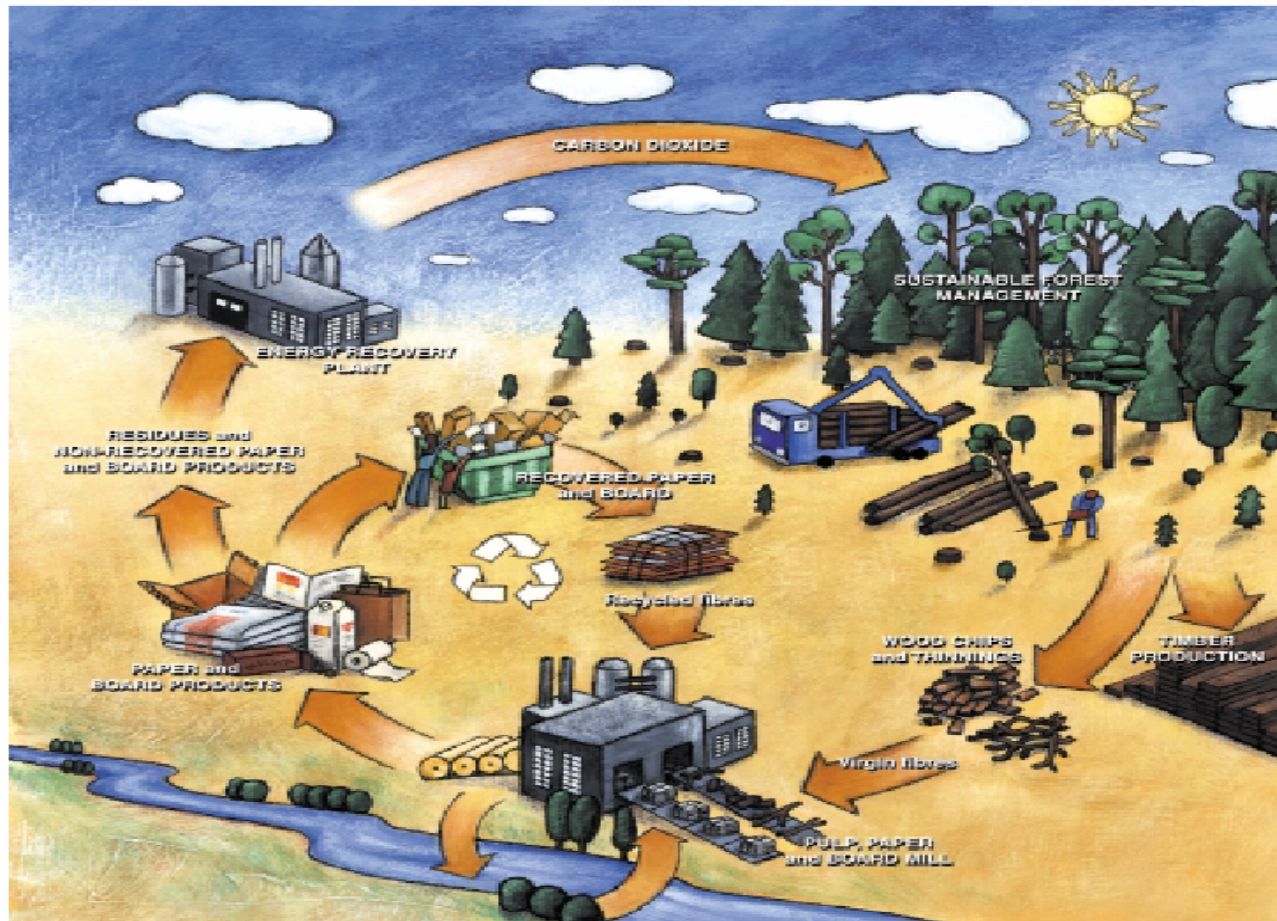 CARBON DIOXIDE
SUSTAINABLE FOREST
MANAGEMENT
ENERGY RECOVERY
PLANT
RESIDUES and
NON-RECOVERED PAPER
and BOARD PRODUCTS
RECOVERED PAPER
and BOARD
Recycled fibres
WOOD CHIPS
and THINNINGS
TIMBER
PRODUCTION
PAPER and
BOARD PRODUCTS
Virgin fibres
PULP, PAPER
and BOARD MILL